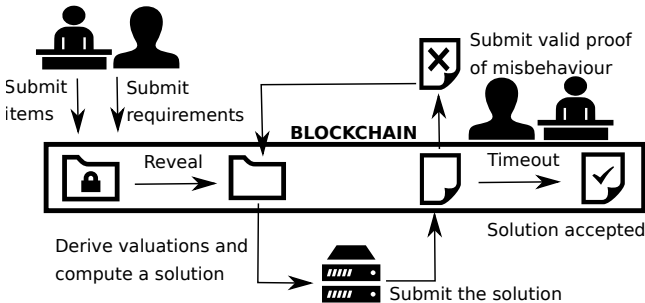 Submit
items
Submit
requirements
Submit valid proof
of misbehaviour
BLOCKCHAIN
Reveal
Timeout
Solution accepted
Derive valuations and
compute a solution
Submit the solution